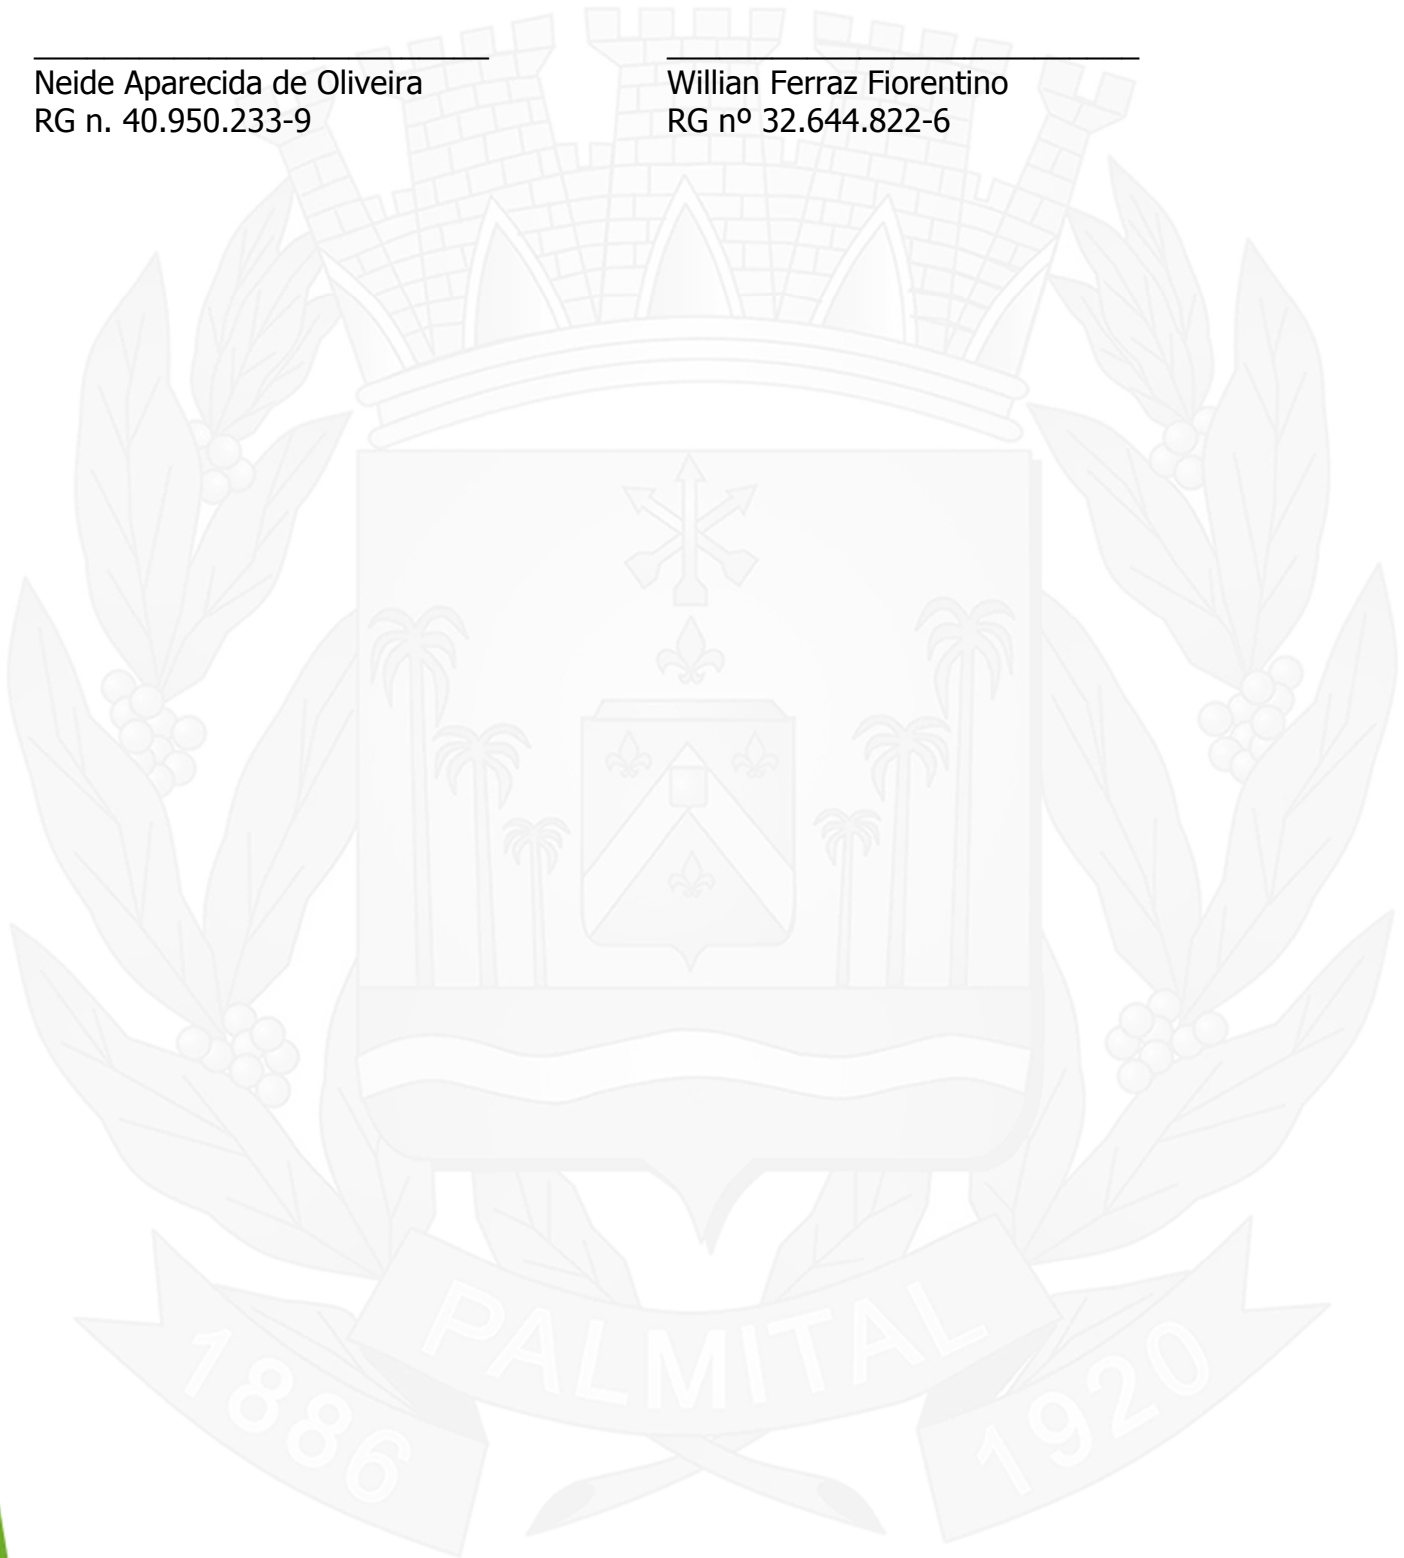 Neide Aparecida de Oliveira
RG n. 40.950.233-9
Willian Ferraz Fiorentino
RG nº 32.644.822-6
PALMITAL
1886
1920